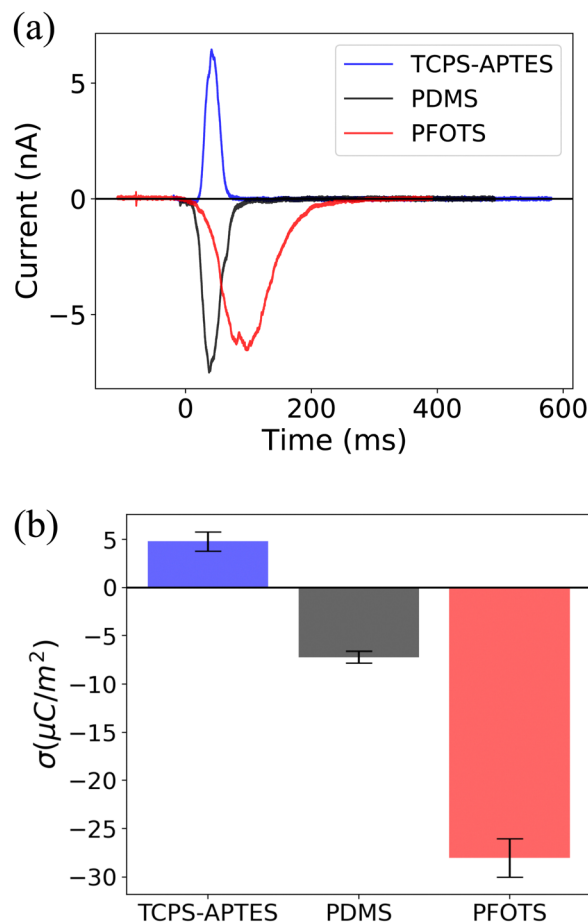 (a)
TCPS-APTES
PDMS
PFOTS
Current (nA)
5
0
−5
0 200 400 600
Time (ms)
(b)
σ(μC/m²)
5
0
−5
−10
−15
−20
−25
−30
TCPS-APTES PDMS PFOTS